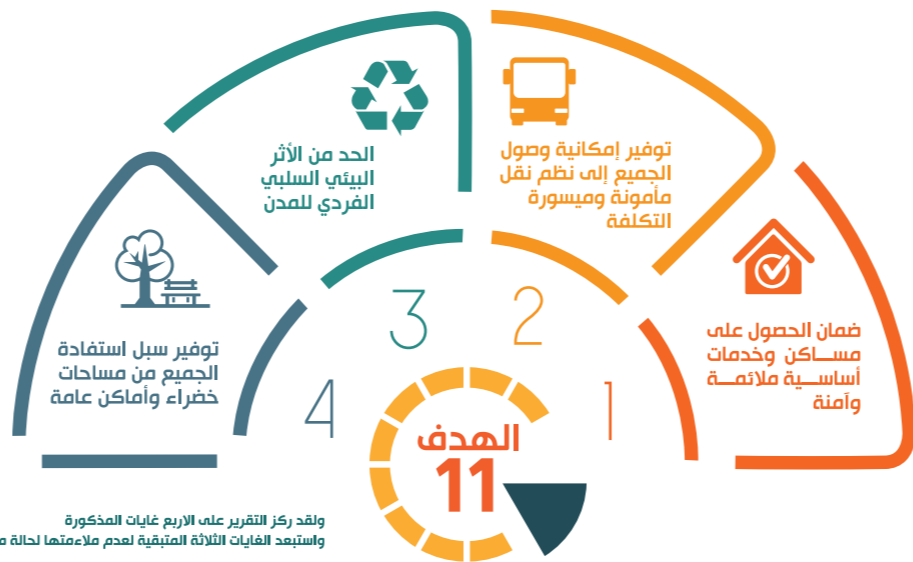 ضمان الحصول على
مساكن وخدمات
أساسية ملائمة
وآمنة
1
توفير إمكانية وصول
الجميع إلى نظم نقل
مأمونة وميسورة
التكلفة
2
الحد من الأثر
البيئي السلبي
الفردي للمدن
3
توفير سبل استفادة
الجميع من مساحات
خضراء وأماكن عامة
4
الهدف
11
ولقد ركز التقرير على الاربع غايات المذكورة
واستبعد الغايات الثلاثة المتبقية لعدم ملاءمتها لحالة